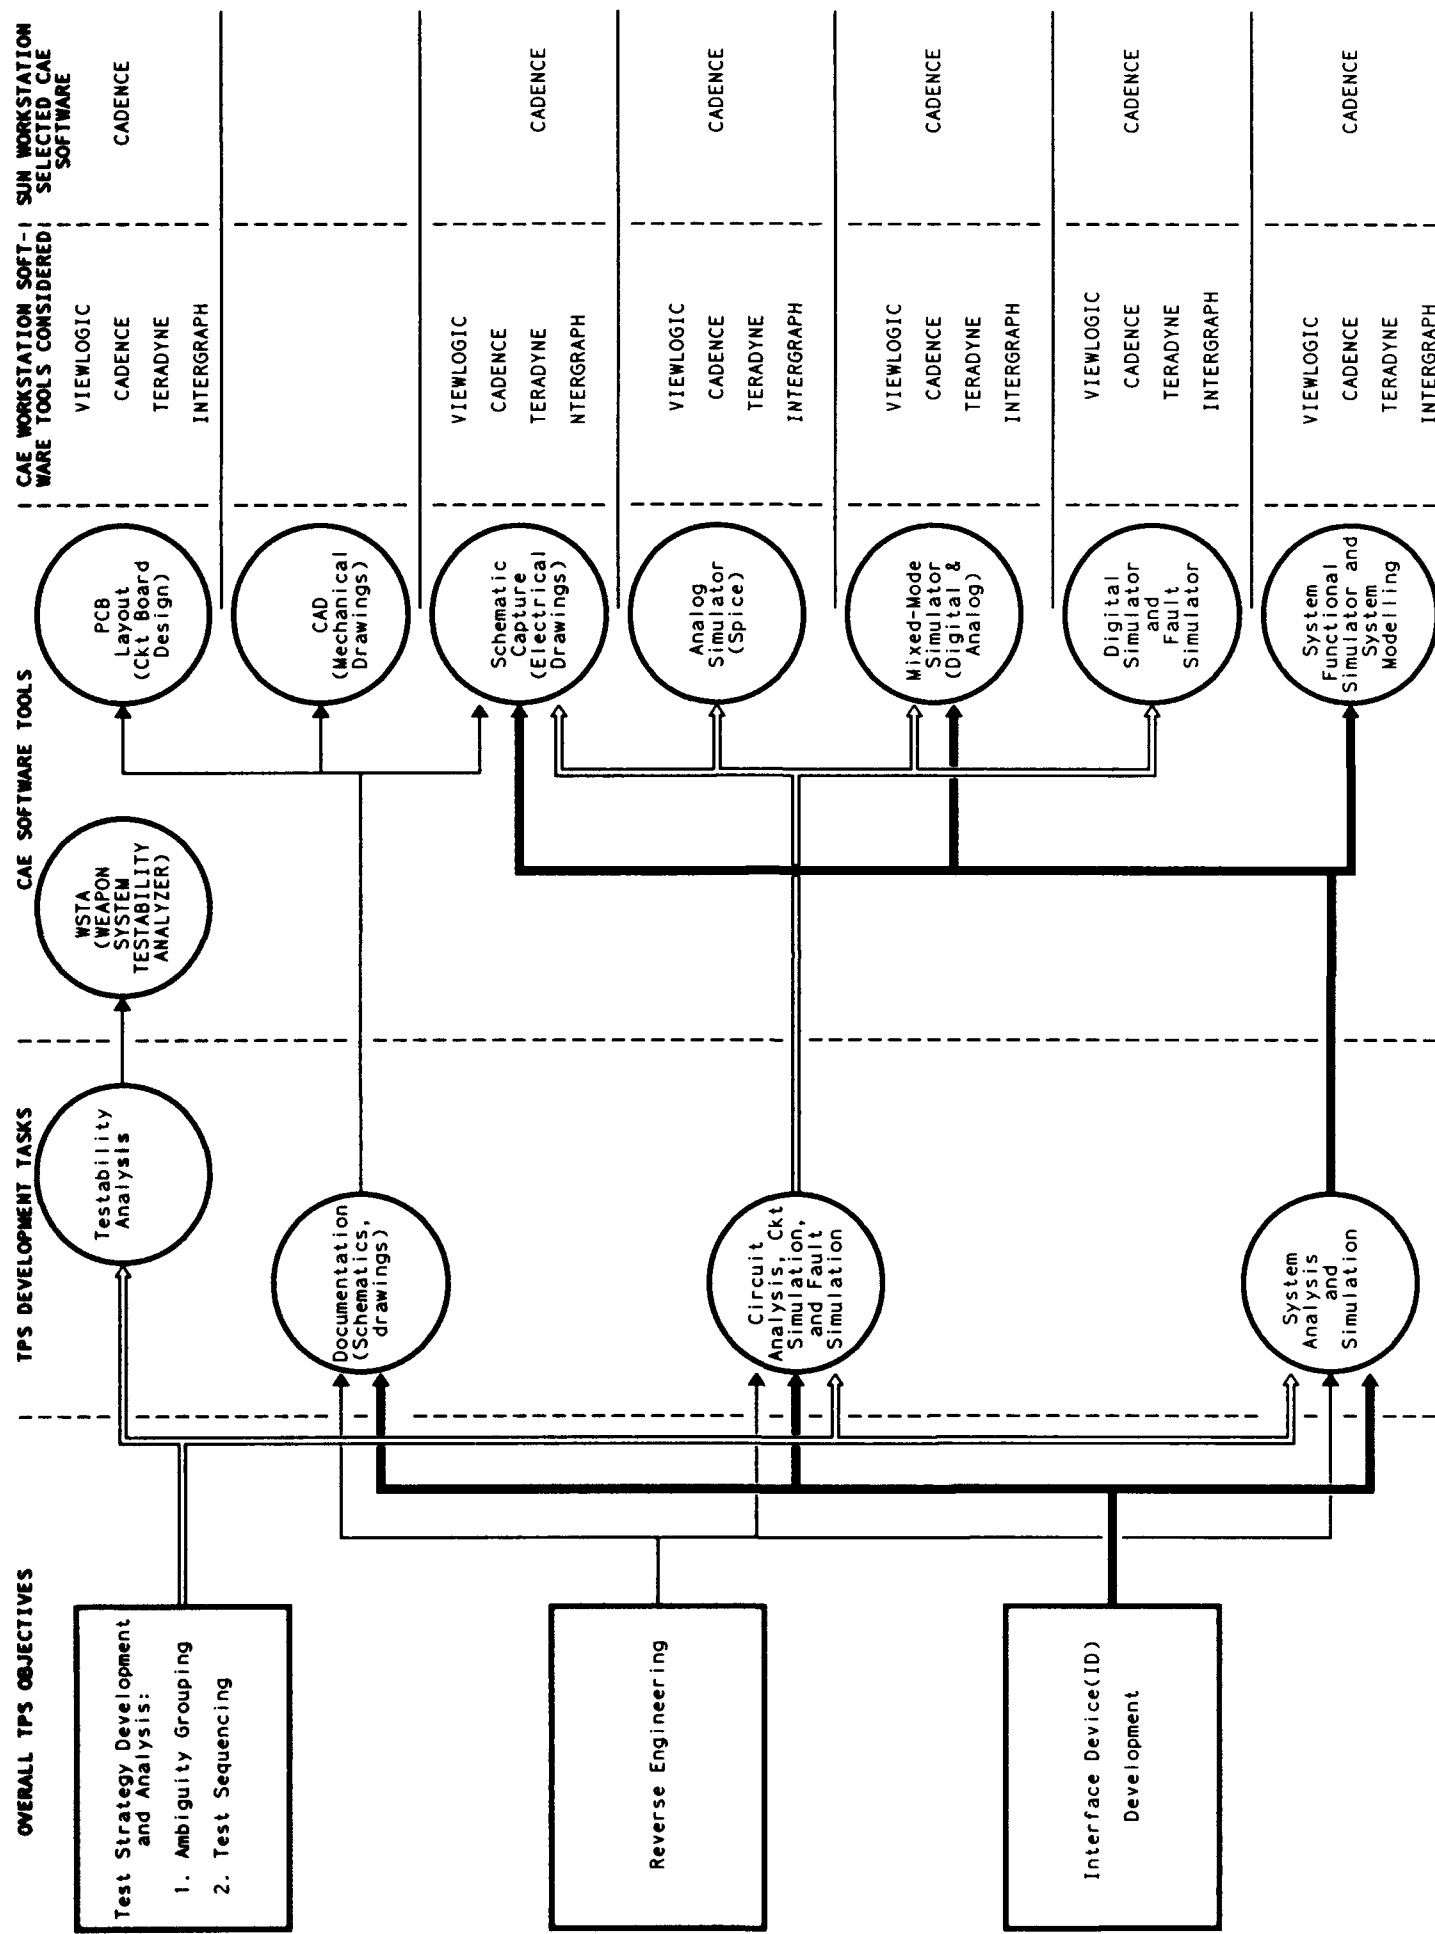 OVERALL TPS OBJECTIVES
TPS DEVELOPMENT TASKS
CAE SOFTWARE TOOLS
CAE WORKSTATION SOFT-
WARE TOOLS CONSIDERED
SUN WORKSTATION
SELECTED CAE
SOFTWARE
Test Strategy Development
and Analysis:
1. Ambiguity Grouping
2. Test Sequencing
Reverse Engineering
Interface Device(ID)
Development
Testability
Analysis
Documentation
(Schematics,
drawings)
Circuit
Analysis, Ckt
Simulation,
and Fault
Simulation
System
Analysis
and
Simulation
WSTA
(WEAPON
SYSTEM
TESTABILITY
ANALYZER)
PCB
Layout
(Ckt Board
Design)
VIEWLOGIC
CADENCE
TERADYNE
INTERGRAPH
CADENCE
CAD
(Mechanical
Drawings)
Schematic
Capture
(Electrical
Drawings)
VIEWLOGIC
CADENCE
TERADYNE
NTERGRAPH
CADENCE
Analog
Simulator
(Spice)
VIEWLOGIC
CADENCE
TERADYNE
INTERGRAPH
CADENCE
Mixed-Mode
Simulator
(Digital &
Analog)
VIEWLOGIC
CADENCE
TERADYNE
INTERGRAPH
CADENCE
Digital
Simulator
and
Fault
Simulator
VIEWLOGIC
CADENCE
TERADYNE
INTERGRAPH
CADENCE
System
Functional
Simulator and
System
Modelling
VIEWLOGIC
CADENCE
TERADYNE
INTERGRAPH
CADENCE